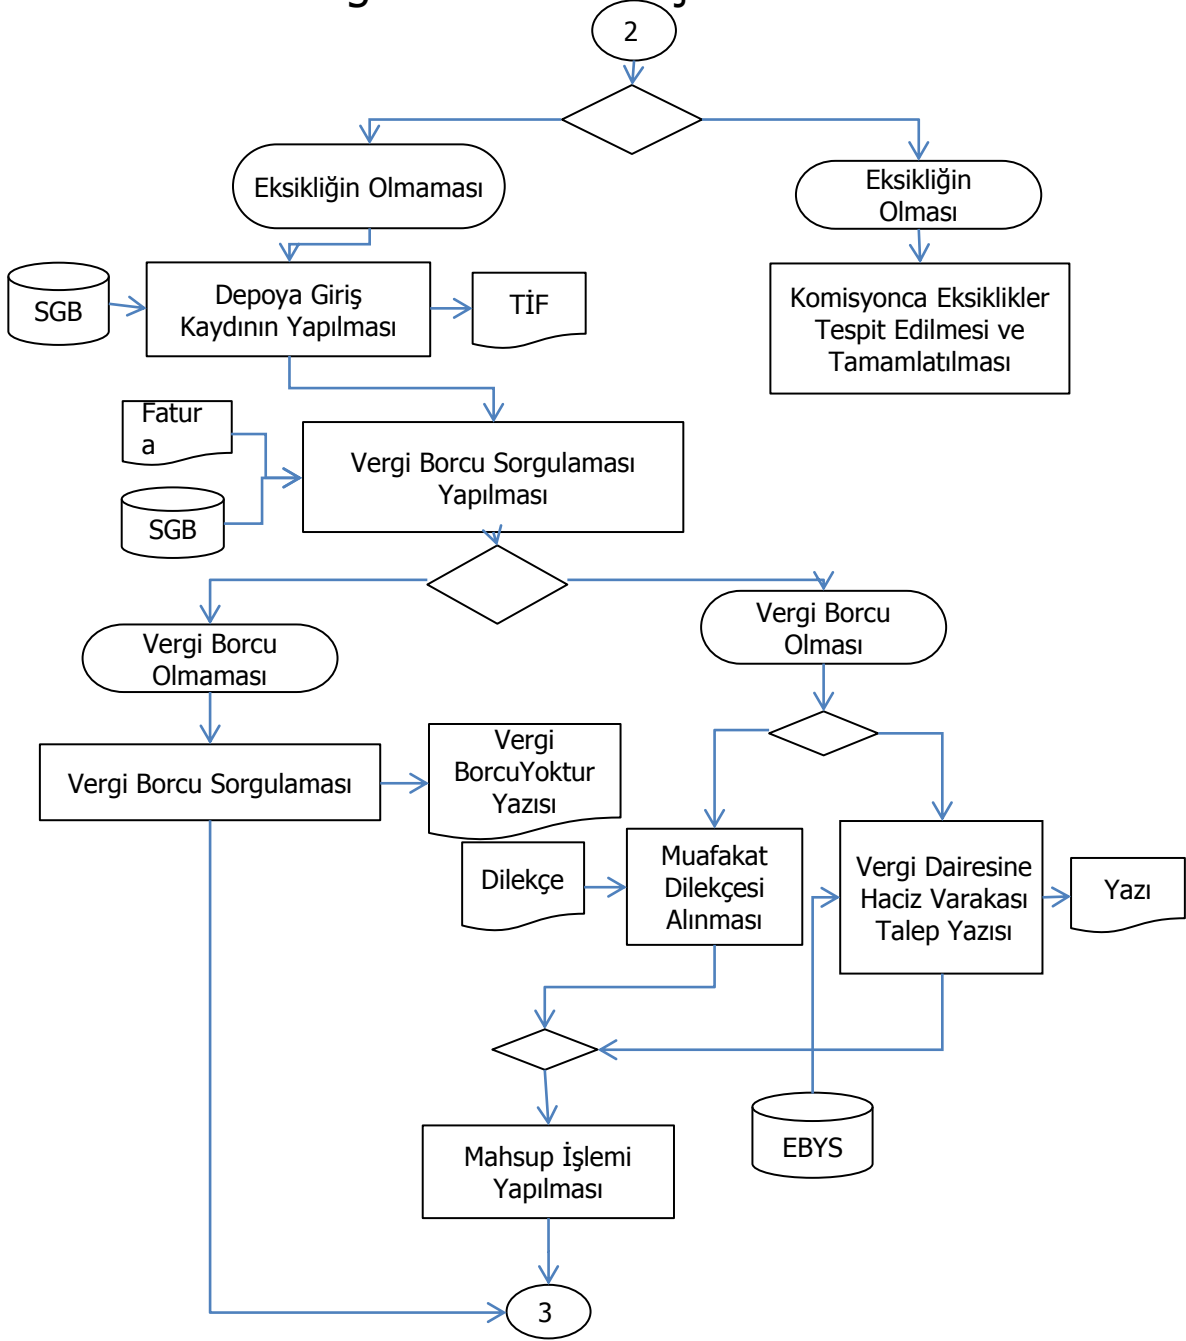 2
Eksikliğin Olmaması
Eksikliğin
Olması
SGB
Depoya Giriş
Kaydının Yapılması
TİF
Komisyonca Eksiklikler
Tespit Edilmesi ve
Tamamlatılması
Fatur
a
SGB
Vergi Borcu Sorgulaması
Yapılması
Vergi Borcu
Olmaması
Vergi Borcu
Olması
Vergi Borcu Sorgulaması
Vergi
BorcuYoktur
Yazısı
Dilekçe
Muafakat
Dilekçesi
Alınması
Vergi Dairesine
Haciz Varakası
Talep Yazısı
Yazı
EBYS
Mahsup İşlemi
Yapılması
3